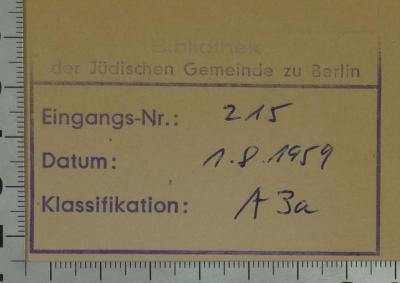 Bibliothek
der Jüdischen Gemeinde zu Berlin
Eingangs-Nr.: 215
Datum: 1.8.1959
Klassifikation: A 3a